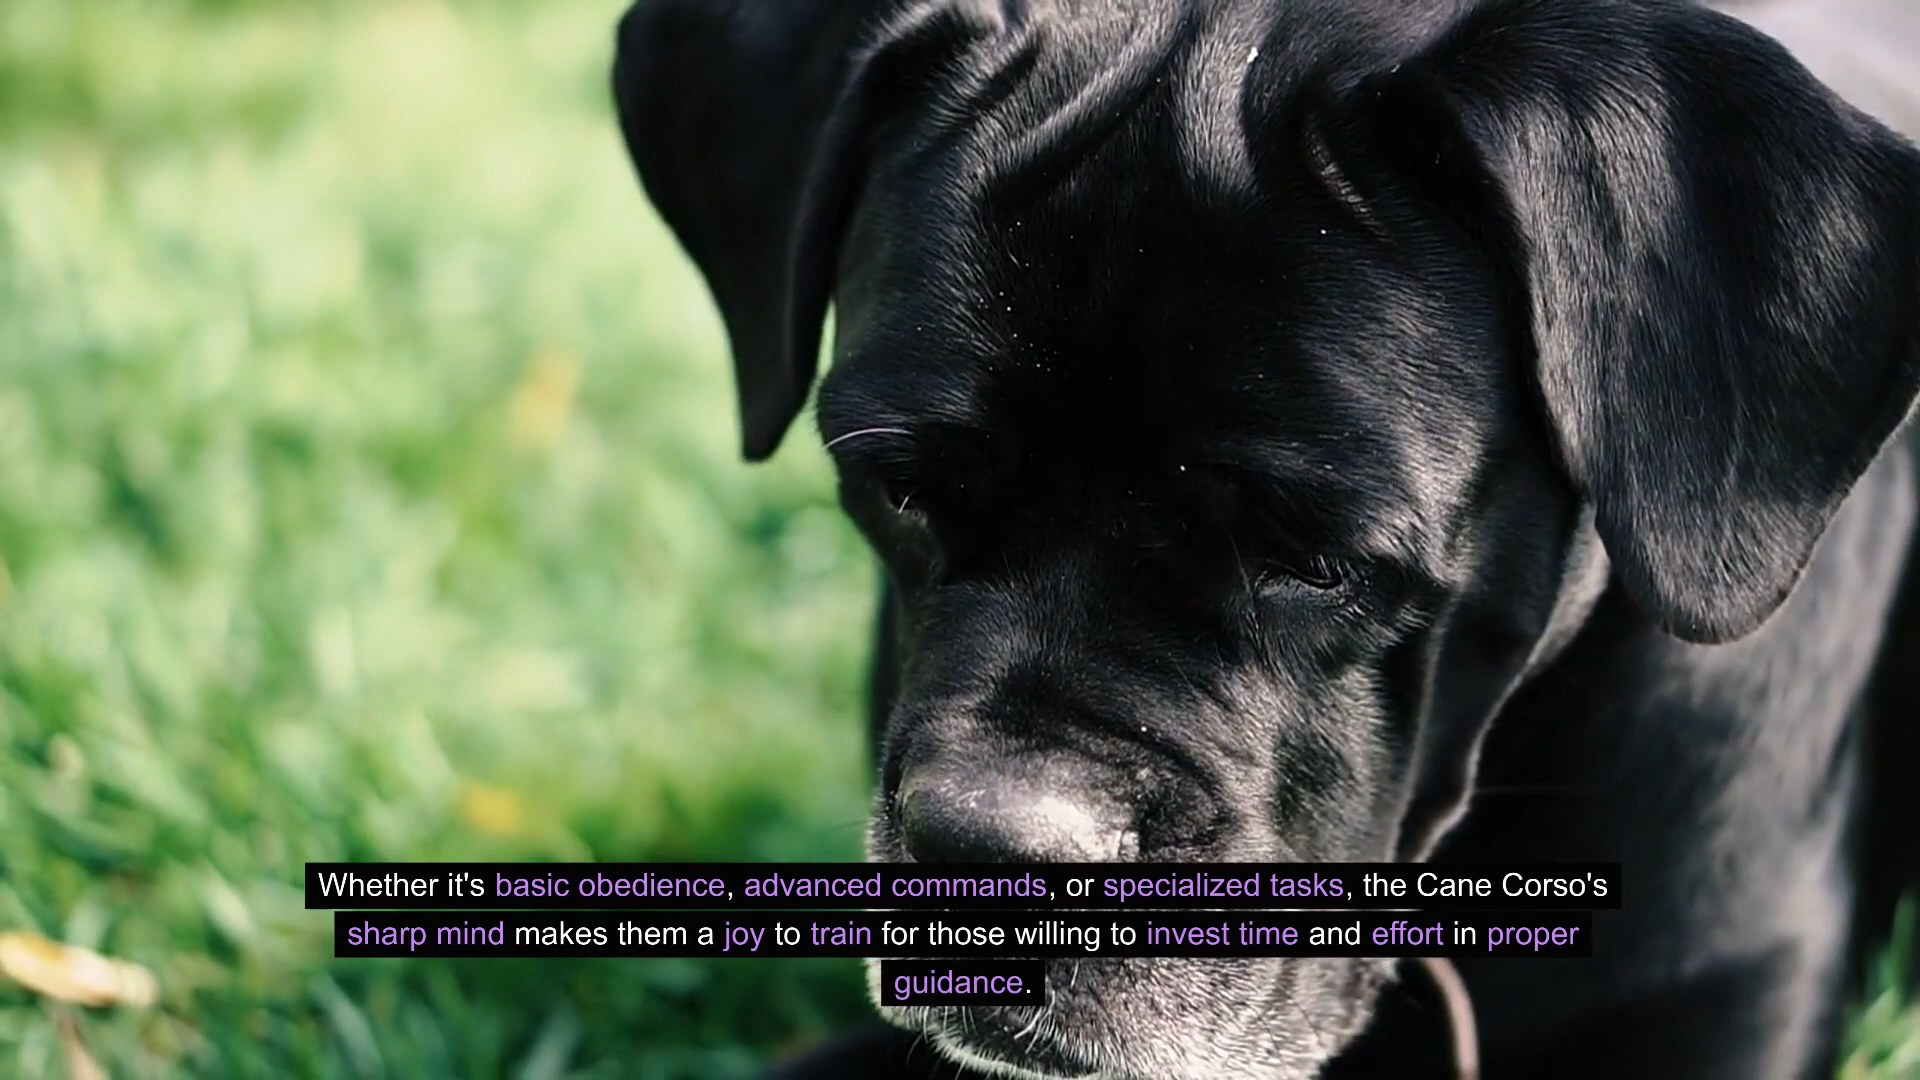 Whether it's basic obedience, advanced commands, or specialized tasks, the Cane Corso's
sharp mind makes them a joy to train for those willing to invest time and effort in proper
guidance.